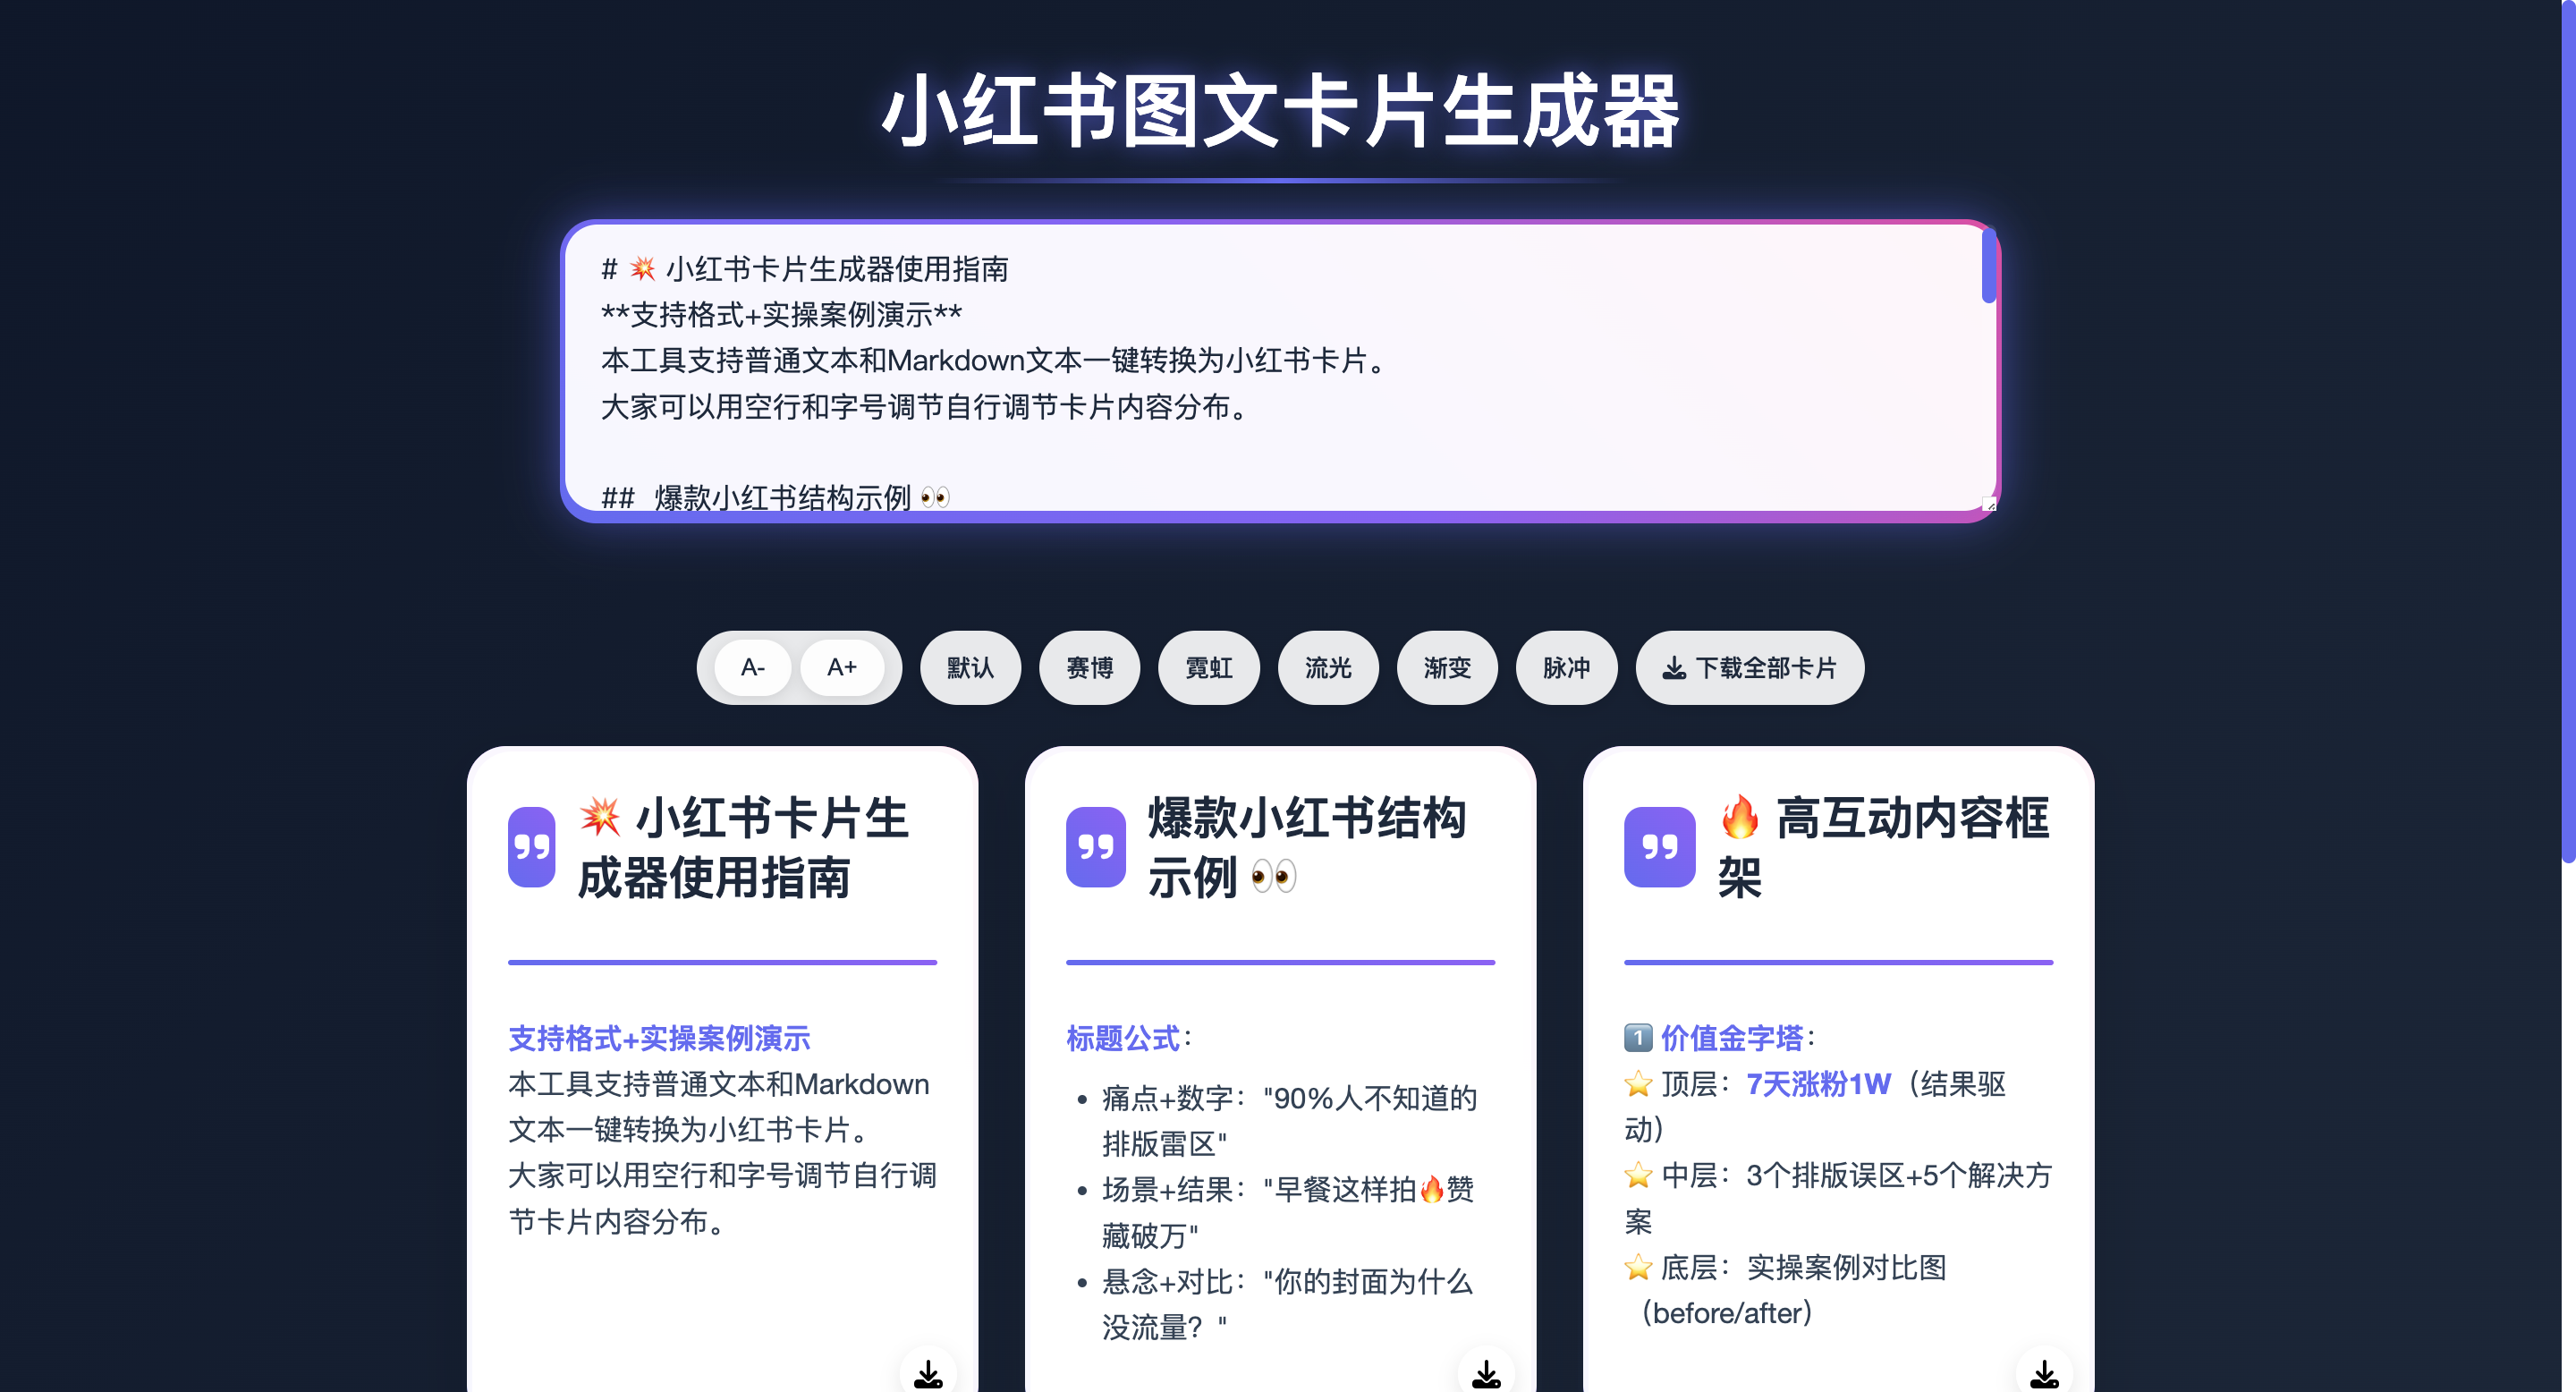 小红书图文卡片生成器
# 💥 小红书卡片生成器使用指南
**支持格式+实操案例演示**
本工具支持普通文本和Markdown文本一键转换为小红书卡片。
大家可以用空行和字号调节自行调节卡片内容分布。
## 爆款小红书结构示例 👀
A- A+ 默认 赛博 霓虹 流光 渐变 脉冲 下载全部卡片
💥 小红书卡片生
成器使用指南
支持格式+实操案例演示
本工具支持普通文本和Markdown
文本一键转换为小红书卡片。
大家可以用空行和字号调节自行调
节卡片内容分布。
爆款小红书结构
示例 👀
标题公式：
• 痛点+数字："90%人不知道的
排版雷区"
• 场景+结果："早餐这样拍🔥赞
藏破万"
• 悬念+对比："你的封面为什么
没流量？"
🔥 高互动内容框
架
1️⃣ 价值金字塔：
⭐ 顶层：7天涨粉1W（结果驱
动）
⭐ 中层：3个排版误区+5个解决方
案
⭐ 底层：实操案例对比图
（before/after）